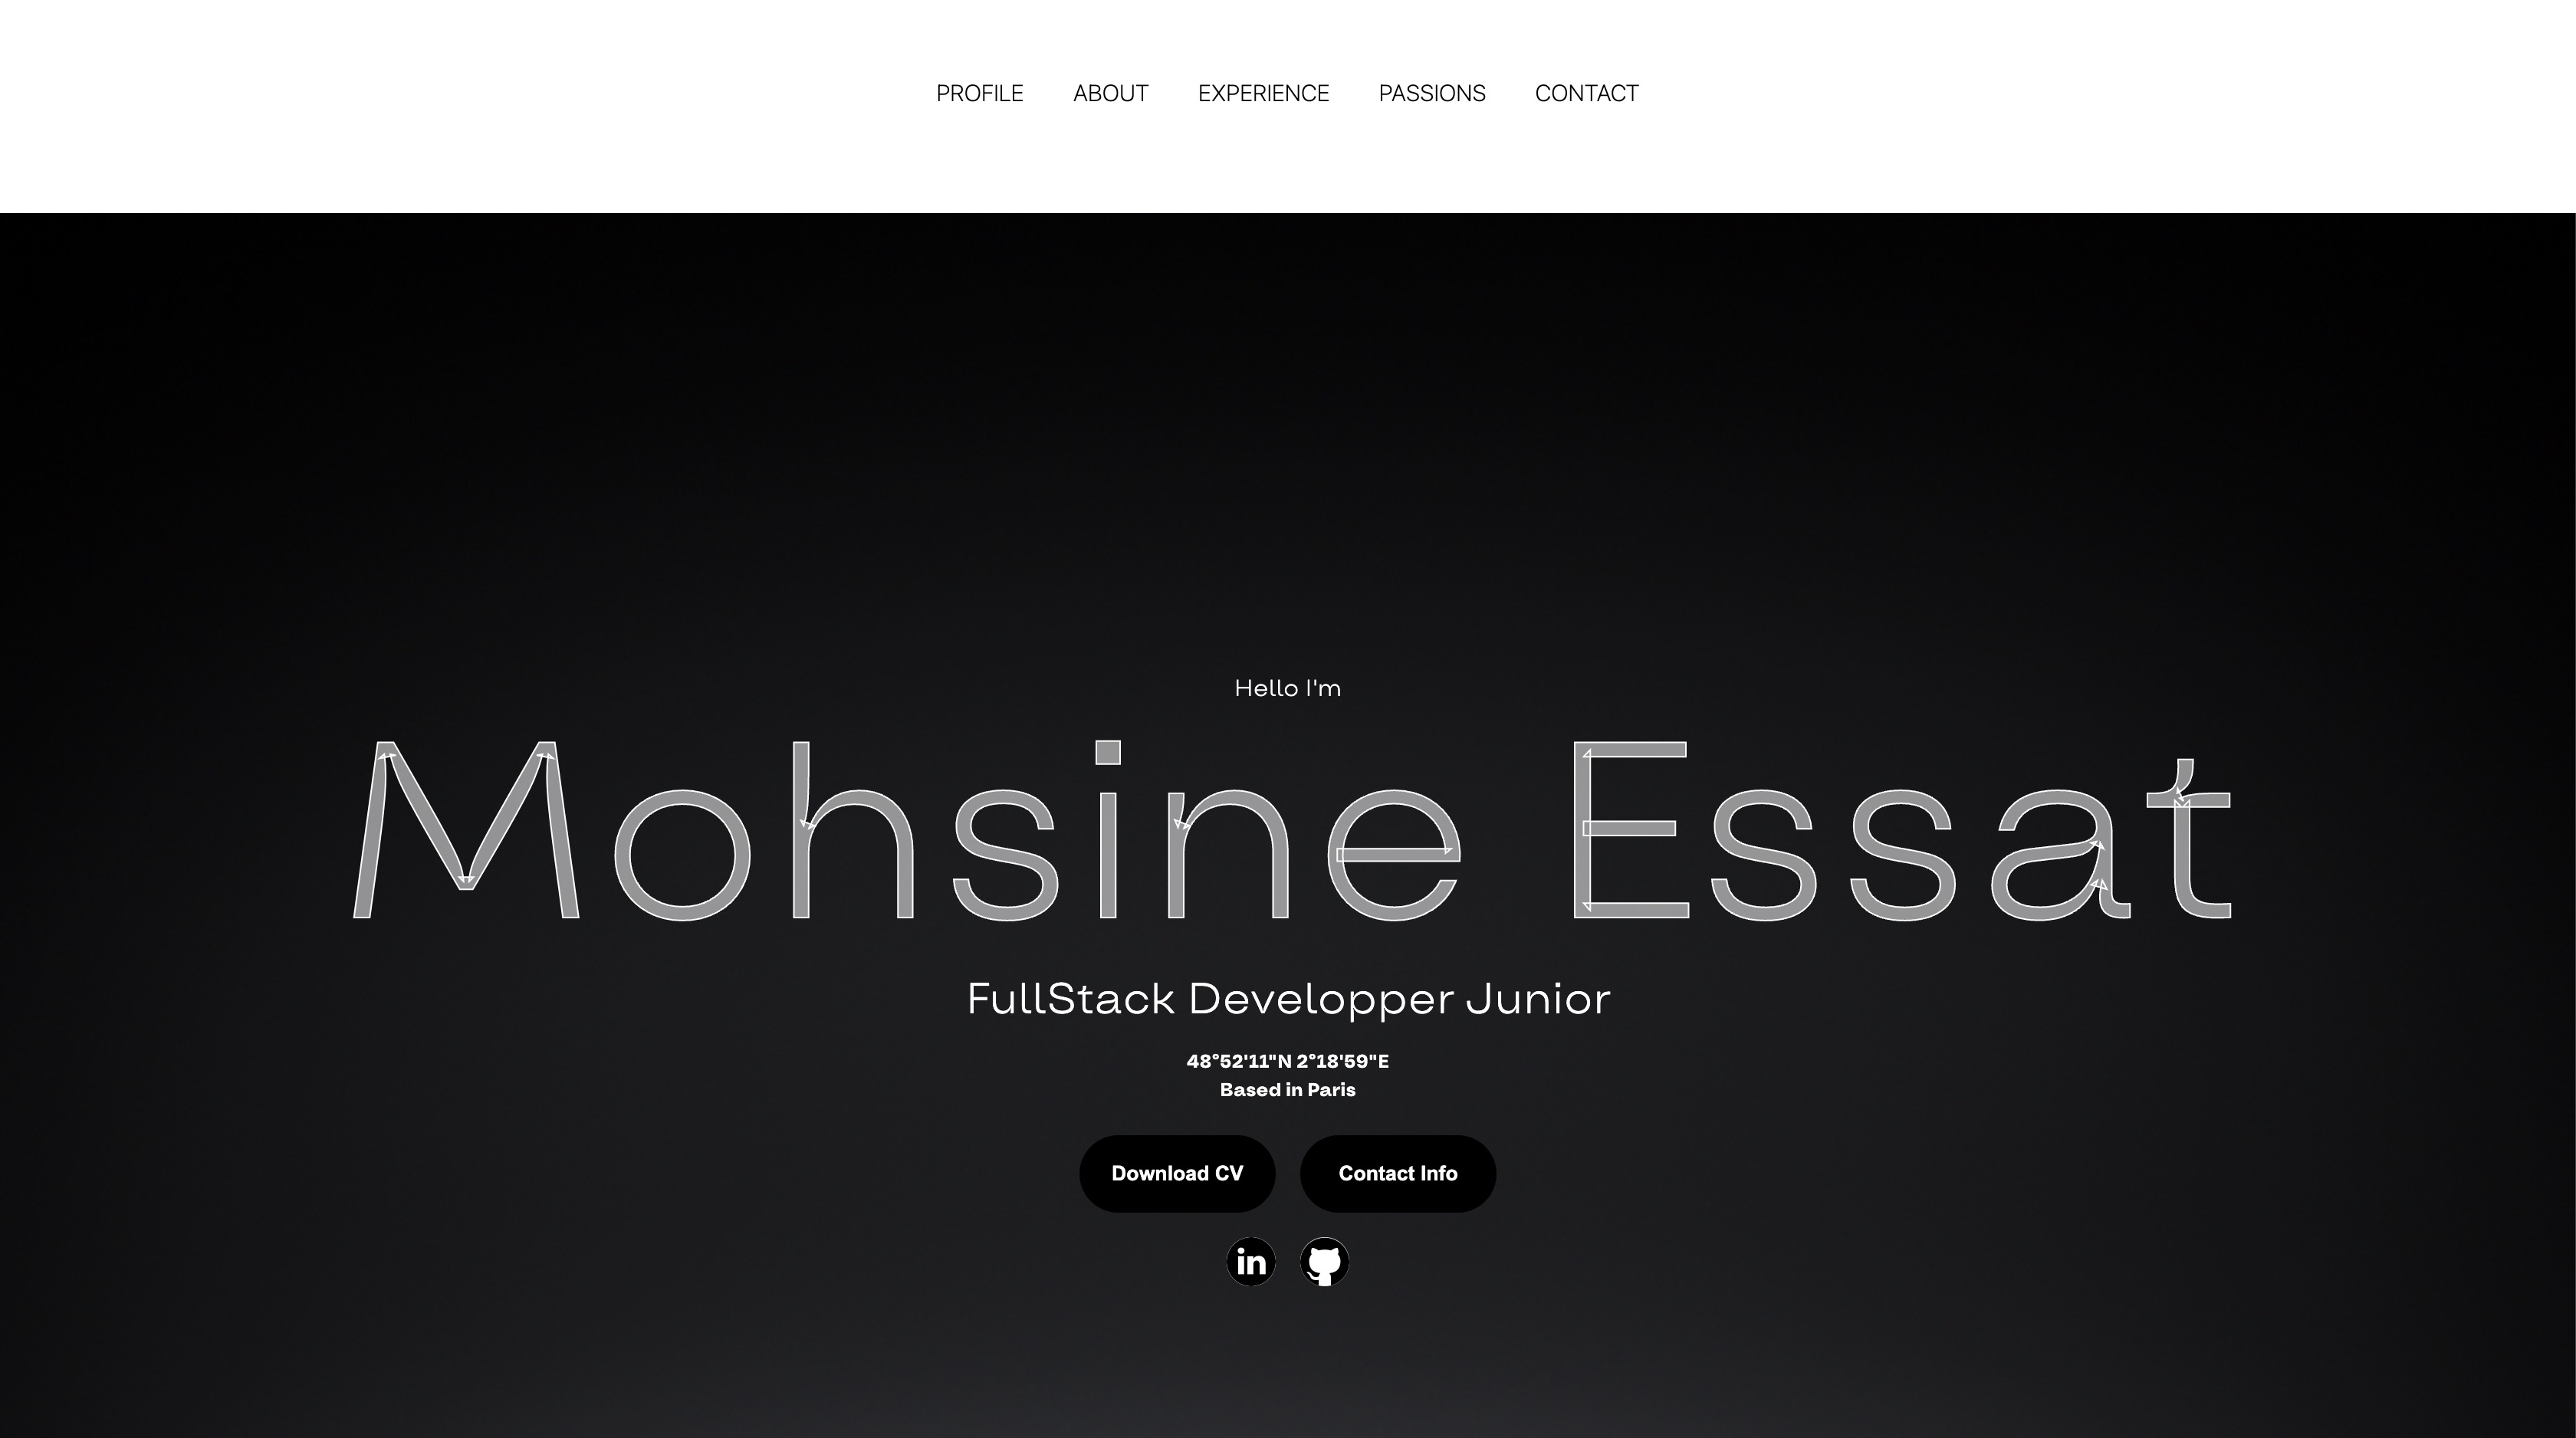 PROFILE ABOUT EXPERIENCE PASSIONS CONTACT
Hello I'm
Mohsine Essat
FullStack Developper Junior
48°52'11"N 2°18'59"E
Based in Paris
Download CV Contact Info
in